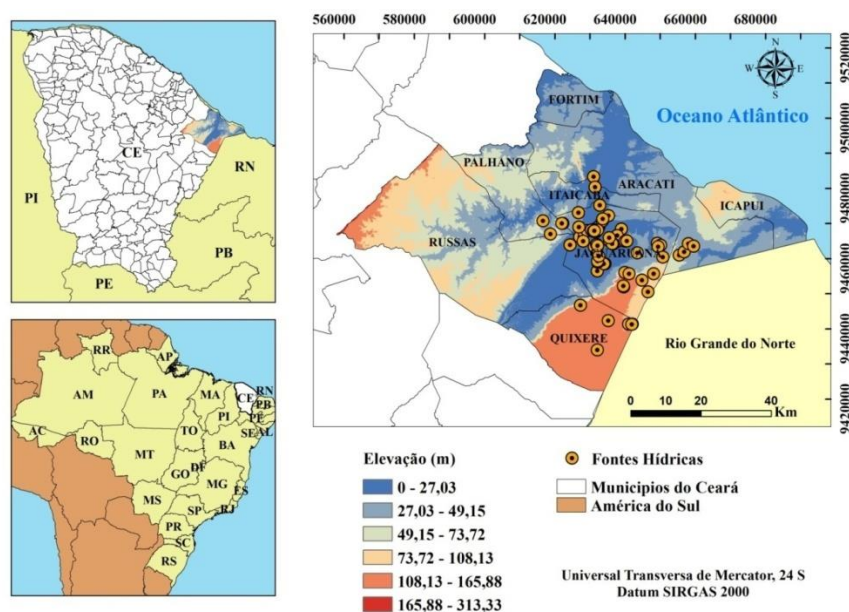 CE
PI
RN
PB
PE
RR
AP
AM
PA
MA
CE
RN
PB
PE
AL
SE
PI
AC
RO
TO
BA
MT
DF
GO
MG
ES
MS
SP
RJ
PR
SC
RS
560000 600000 620000 640000 660000 680000
9520000
9500000
9480000
9460000
9440000
9420000
N
W E
S
Oceano Atlântico
FORTIM
PALHANO
ITAIÇABA
ARACATI
ICAPUI
RUSSAS
QUIXERE
Rio Grande do Norte
0 20 40
Km
Elevação (m)
0 - 27,03
27,03 - 49,15
49,15 - 73,72
73,72 - 108,13
108,13 - 165,88
165,88 - 313,33
Fontes Hídricas
Municipios do Ceará
América do Sul
Universal Transversa de Mercator, 24 S
Datum SIRGAS 2000